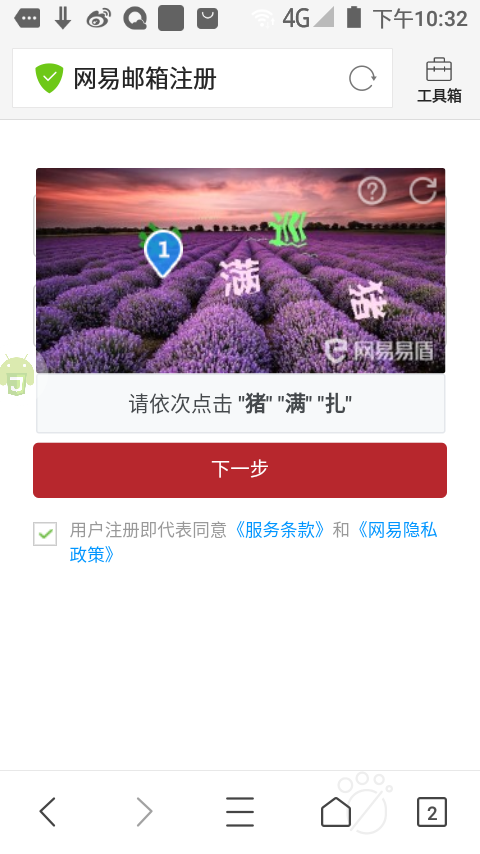 4G 下午10:32
网易邮箱注册
工具箱
1
巡
满
猪
网易易盾
请依次点击 "猪" "满" "扎"
下一步
用户注册即代表同意《服务条款》和《网易隐私
政策》
2